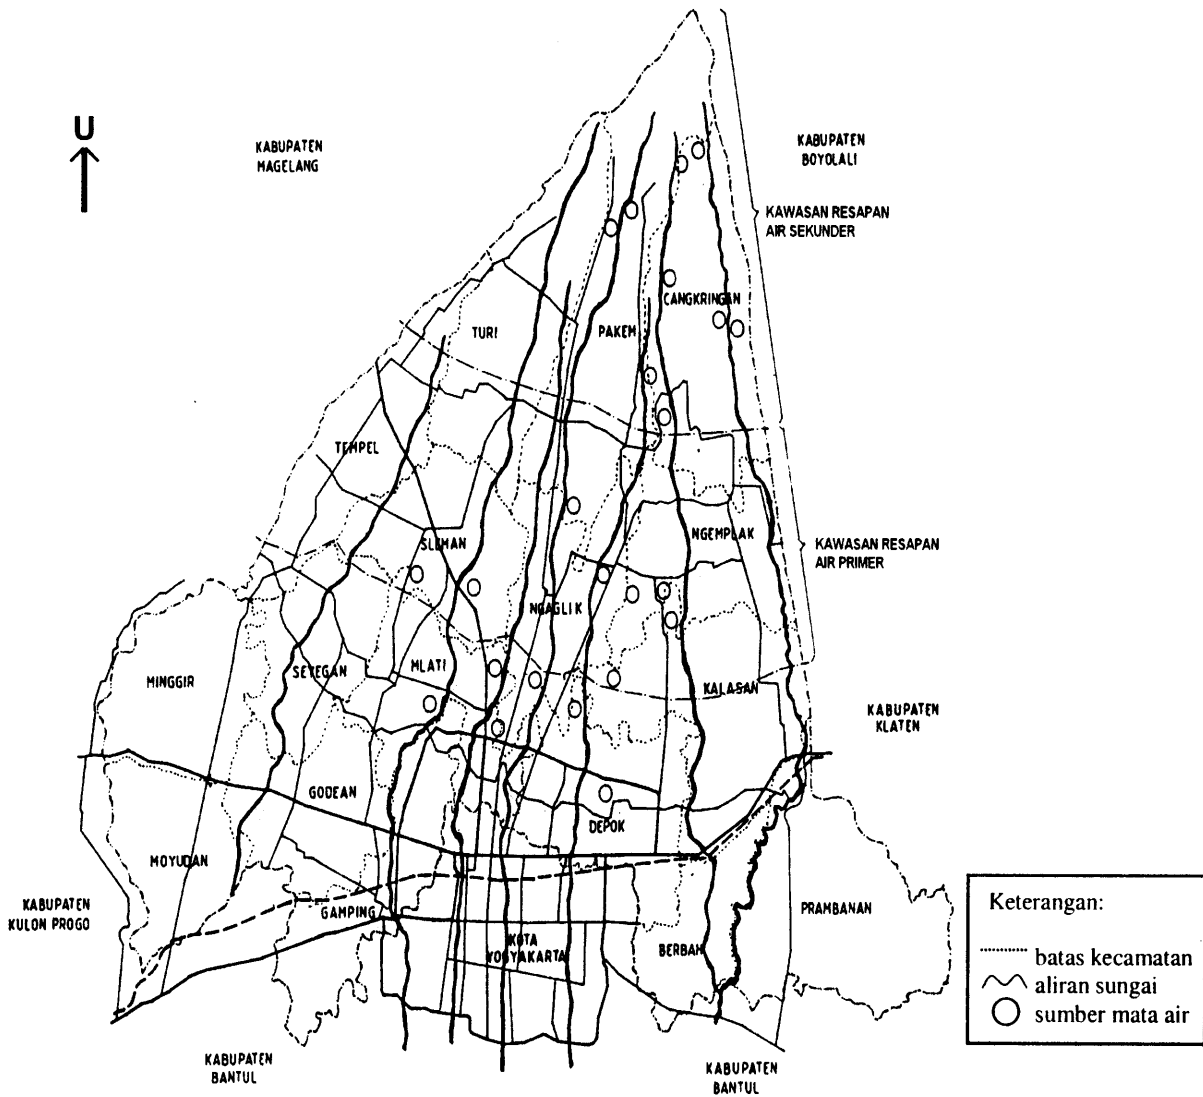 U
KABUPATEN
MAGELANG
KABUPATEN
BOYOLALI
KAWASAN RESAPAN
AIR SEKUNDER
CANGKRINGAN
TURI
PAKEM
TEMPEL
SLEMAN
NGEMPLAK
KAWASAN RESAPAN
AIR PRIMER
NGAGLIK
MINGGIR
SEYEGAN
MLATI
KALASAN
KABUPATEN
KLATEN
GODEAN
DEPOK
MOYUDAN
KABUPATEN
KULON PROGO
GAMPING
KOTA
YOGYAKARTA
BERBAH
PRAMBANAN
Keterangan:
batas kecamatan
aliran sungai
sumber mata air
KABUPATEN
BANTUL
KABUPATEN
BANTUL